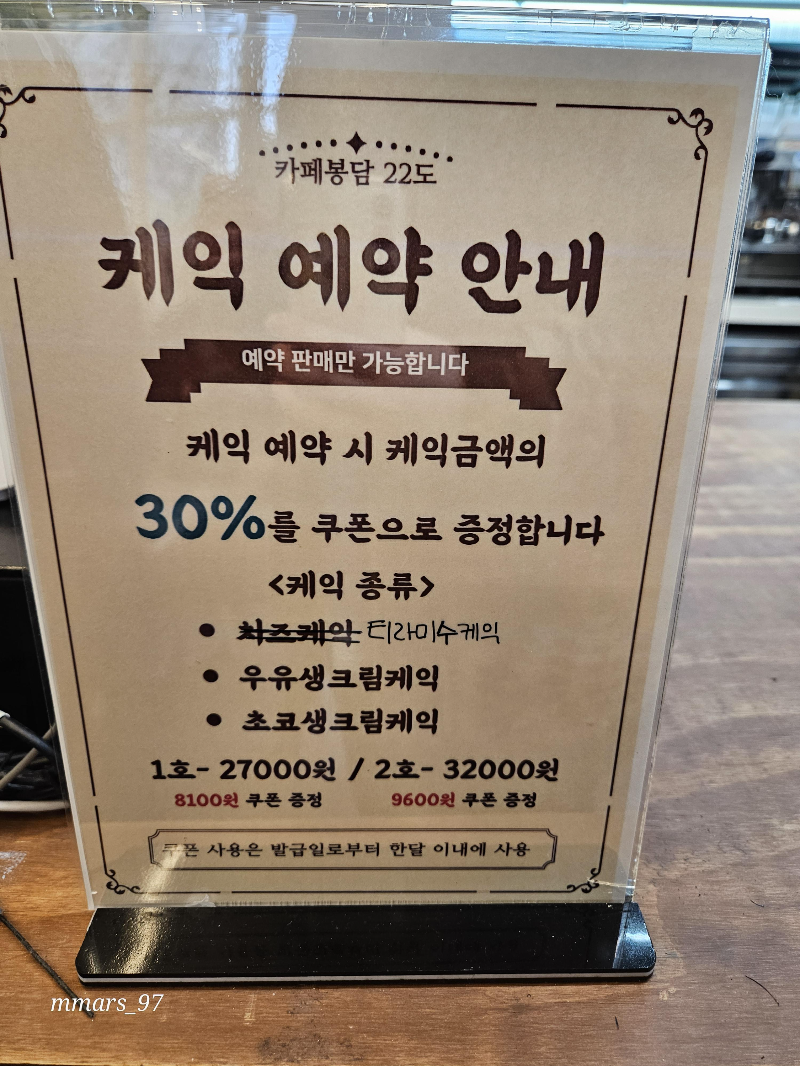 카페봉담 22도
케익 예약 안내
예약 판매만 가능합니다
케익 예약 시 케익금액의
30%를 쿠폰으로 증정합니다
<케익 종류>
• 치즈케익 티라미수케익
• 우유생크림케익
• 초코생크림케익
1호- 27000원 / 2호- 32000원
8100원 쿠폰 증정 9600원 쿠폰 증정
쿠폰 사용은 발급일로부터 한달 이내에 사용
mmars_97